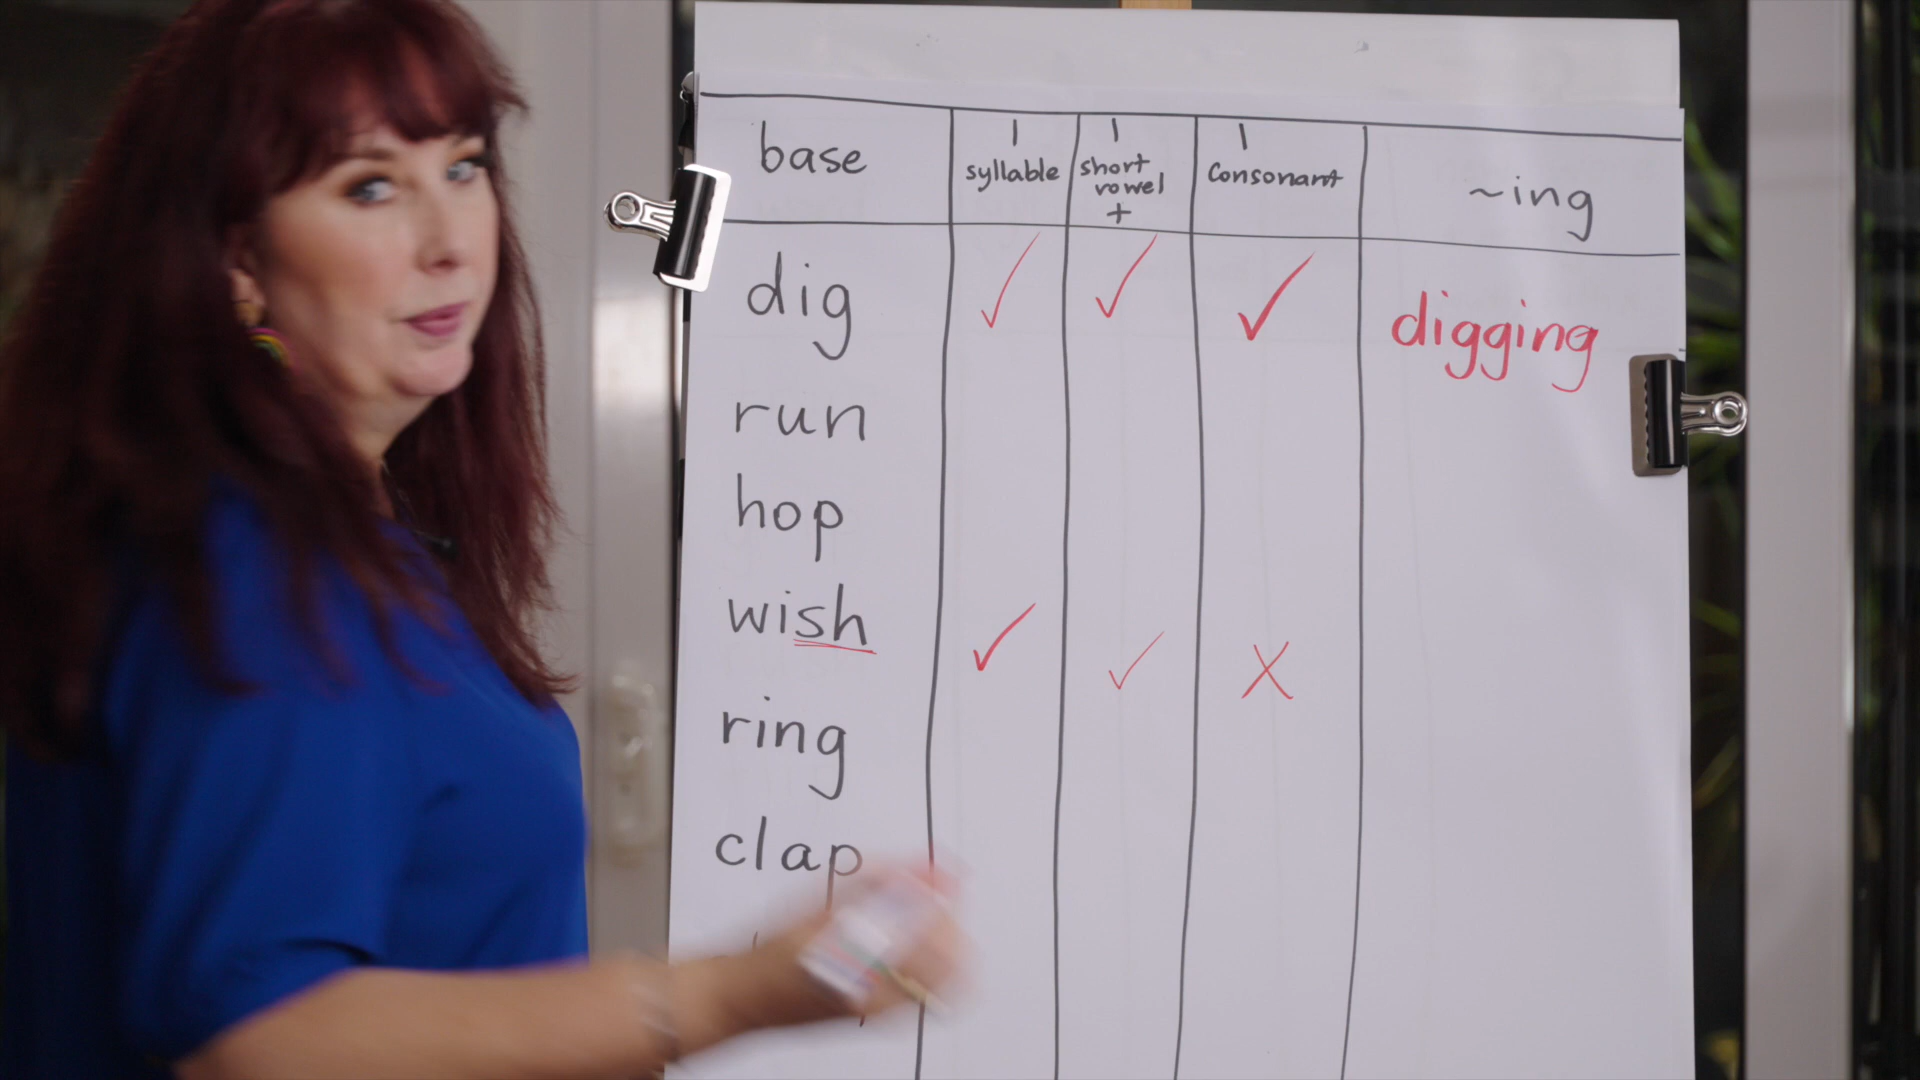 base
1 syllable
1 short vowel +
1 consonant
~ing
dig ✓ ✓ ✓ digging
run
hop
wish ✓ ✓ X
ring
clap